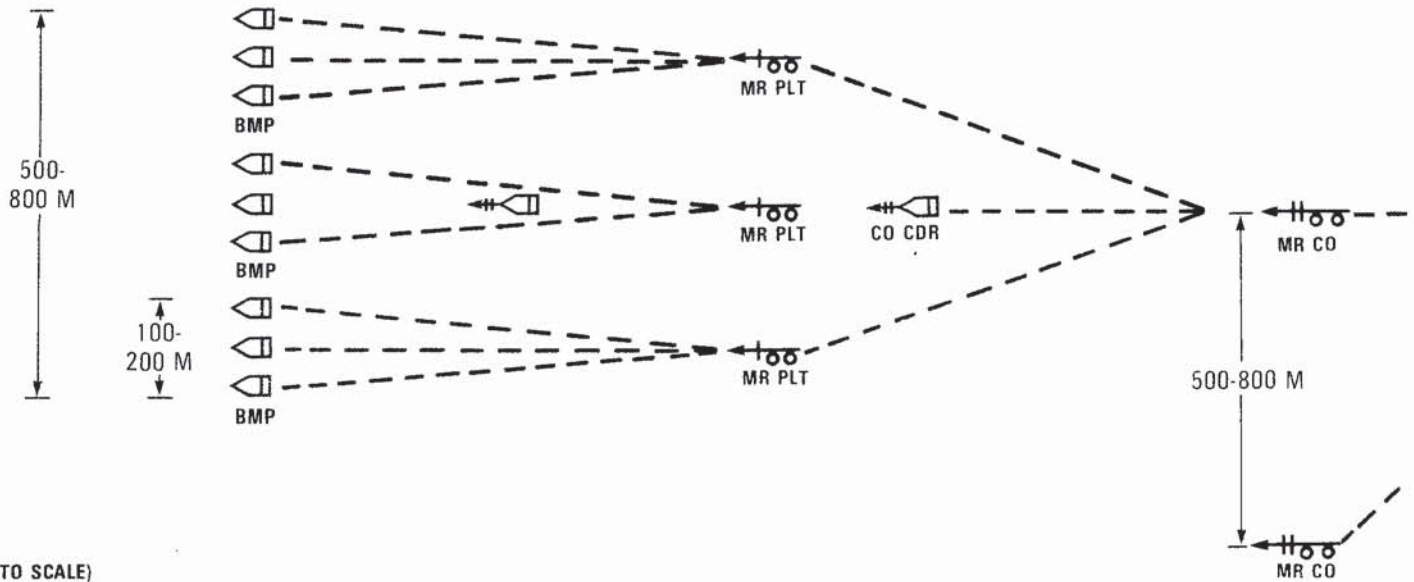 MR PLT
BMP
500-
800 M
MR PLT
CO CDR
MR CO
BMP
100-
200 M
MR PLT
500-800 M
BMP
TO SCALE)
MR CO